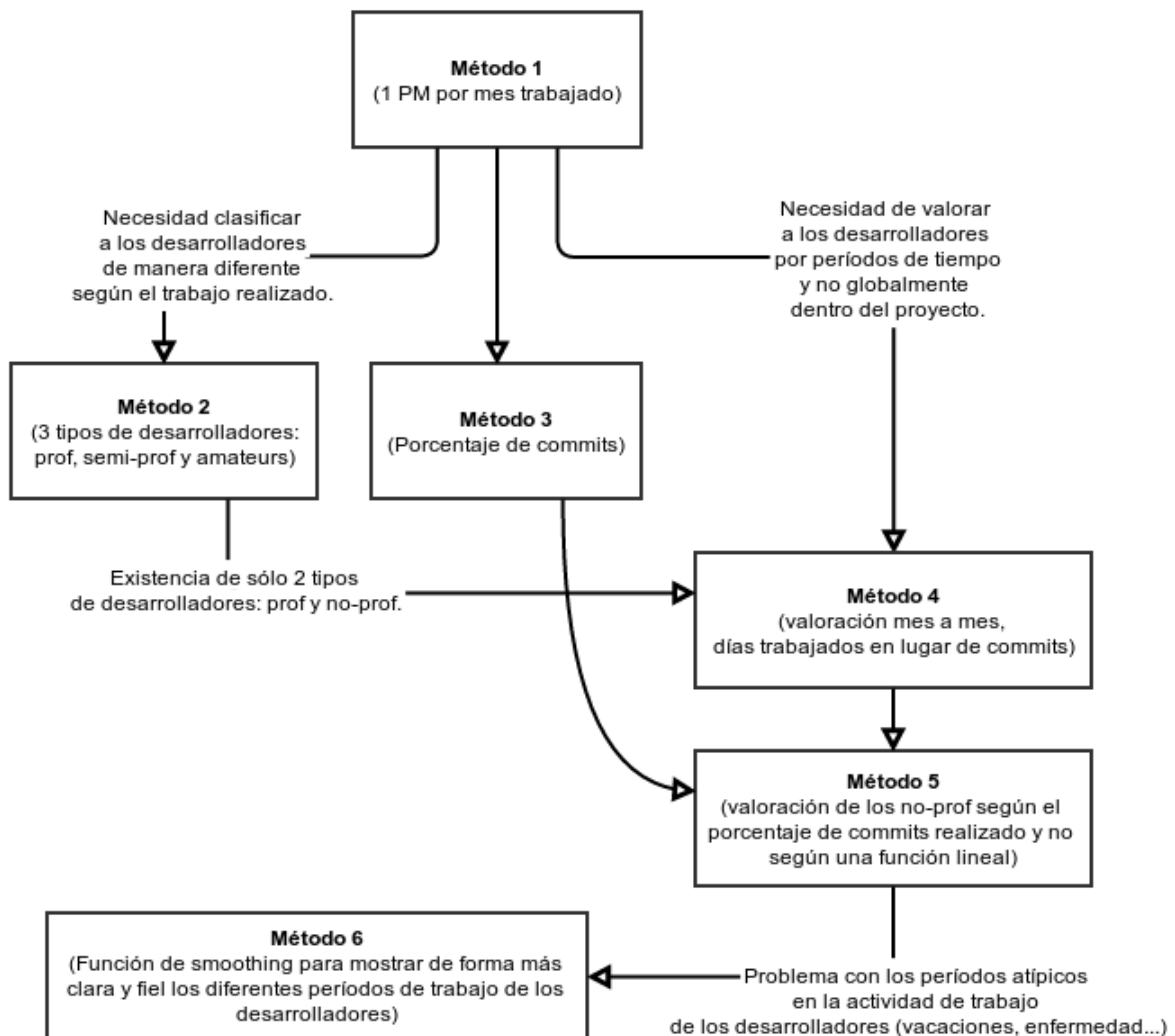 Método 1
(1 PM por mes trabajado)
Necesidad clasificar
a los desarrolladores
de manera diferente
según el trabajo realizado.
Necesidad de valorar
a los desarrolladores
por períodos de tiempo
y no globalmente
dentro del proyecto.
Método 2
(3 tipos de desarrolladores:
prof, semi-prof y amateurs)
Método 3
(Porcentaje de commits)
Existencia de sólo 2 tipos
de desarrolladores: prof y no-prof.
Método 4
(valoración mes a mes,
días trabajados en lugar de commits)
Método 5
(valoración de los no-prof según el
porcentaje de commits realizado y no
según una función lineal)
Método 6
(Función de smoothing para mostrar de forma más
clara y fiel los diferentes períodos de trabajo de los
desarrolladores)
Problema con los períodos atípicos
en la actividad de trabajo
de los desarrolladores (vacaciones, enfermedad...)